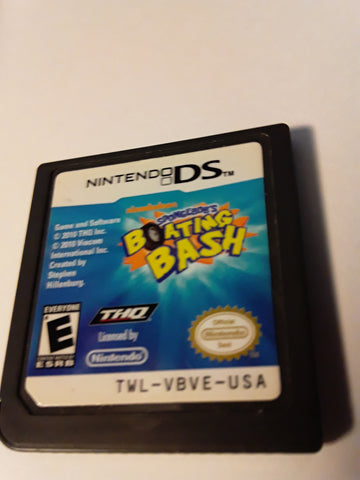 NINTENDO DS™
nickelodeon
SPONGEBOB'S
BOATING
BASH
Game and Software
© 2010 THQ Inc.
© 2010 Viacom
International Inc.
Created by
Stephen
Hillenburg.
EVERYONE
E
ESRB
THQ
Licensed by
Nintendo
Official
Nintendo
Seal
TWL-VBVE-USA